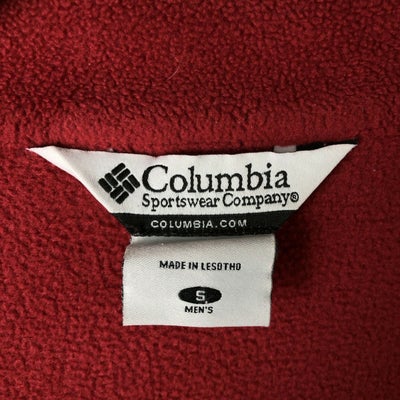 Columbia
Sportswear Company®
COLUMBIA.COM
MADE IN LESOTHO
S
MEN'S